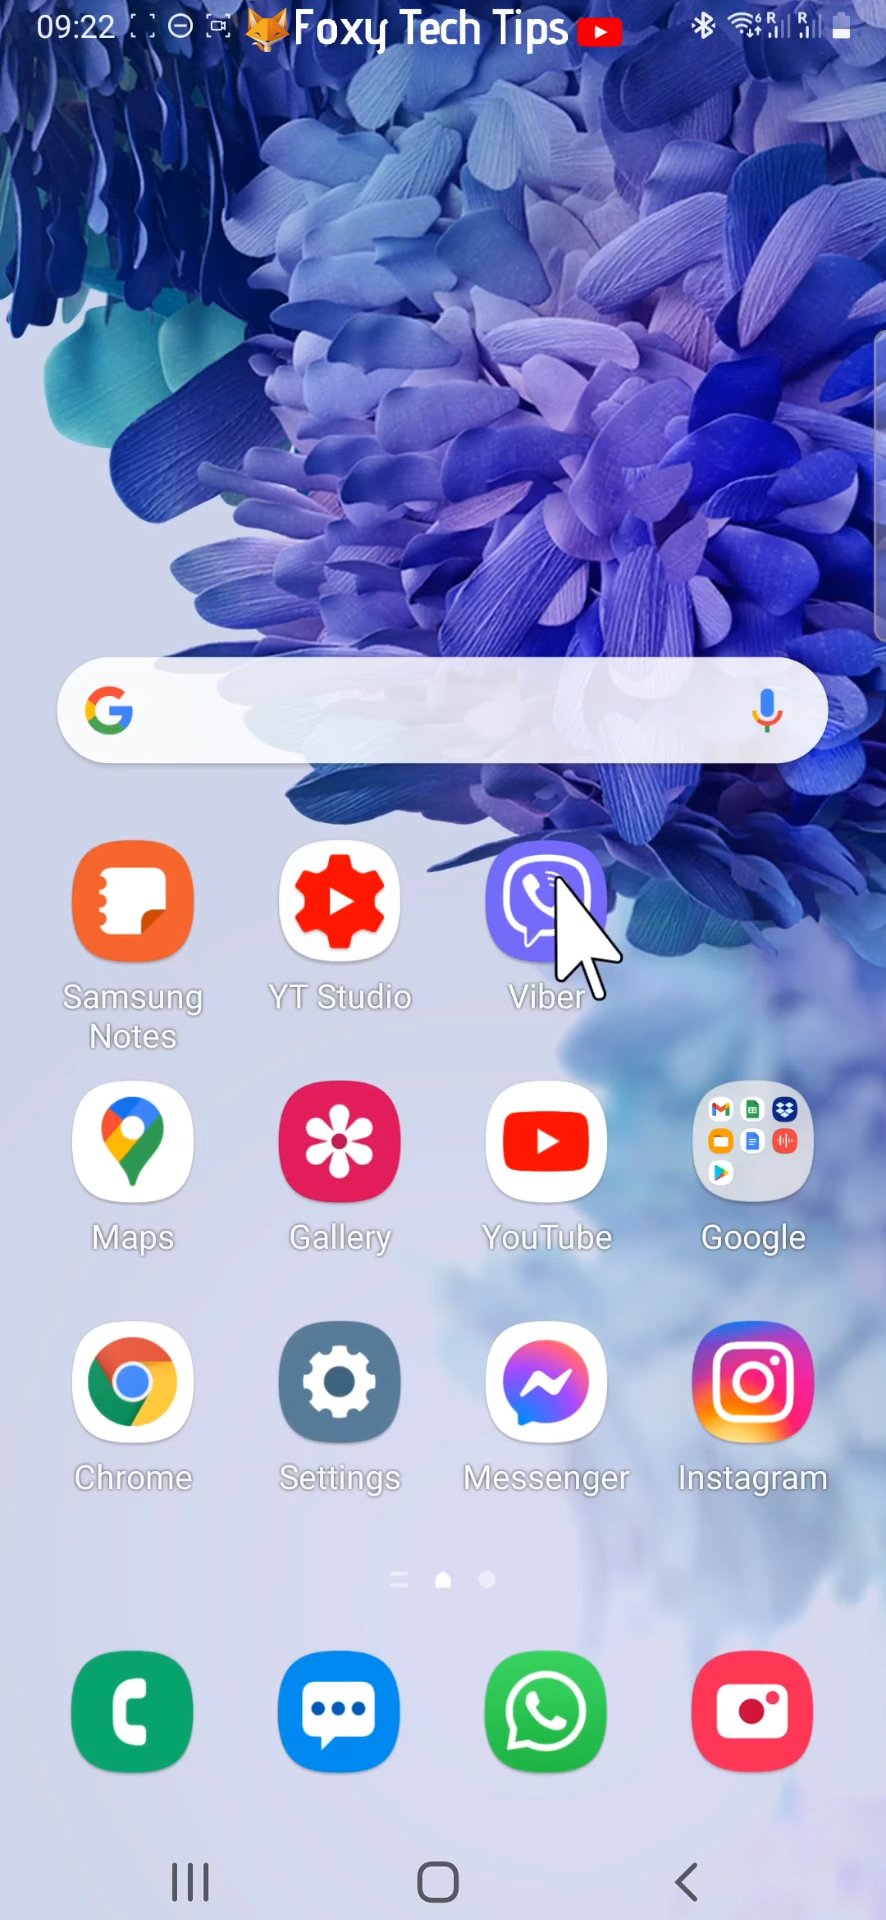 09:22 Foxy Tech Tips
Samsung Notes
YT Studio
Viber
Maps
Gallery
YouTube
Google
Chrome
Settings
Messenger
Instagram